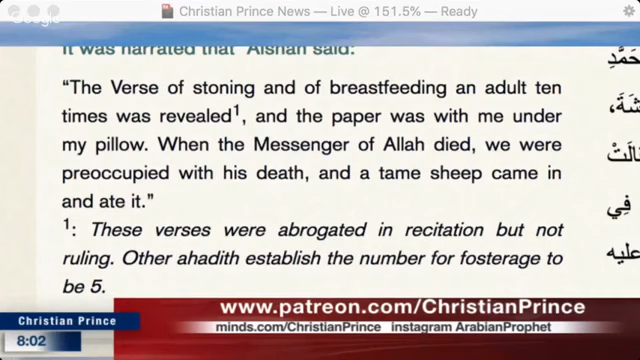 Christian Prince News — Live @ 151.5% — Ready
Google
It was narrated that 'Aishah said:
"The Verse of stoning and of breastfeeding an adult ten
times was revealed¹, and the paper was with me under
my pillow. When the Messenger of Allah died, we were
preoccupied with his death, and a tame sheep came in
and ate it."
¹: These verses were abrogated in recitation but not
ruling. Other ahadith establish the number for fosterage to
be 5.
فِي
عليه
www.patreon.com/ChristianPrince
minds.com/ChristianPrince instagram ArabianProphet
Christian Prince
8:02